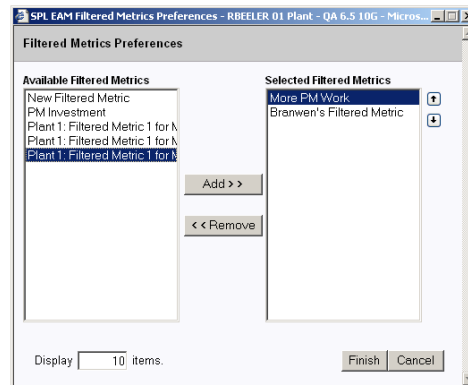 SPL EAM Filtered Metrics Preferences - RBEELER 01 Plant - QA 6.5 10G - Micros...
Filtered Metrics Preferences
Available Filtered Metrics
New Filtered Metric
PM Investment
Plant 1: Filtered Metric 1 for M
Plant 1: Filtered Metric 1 for M
Plant 1: Filtered Metric 1 for M
Add >>
<< Remove
Selected Filtered Metrics
More PM Work
Branwen's Filtered Metric
Display 10 items.
Finish Cancel